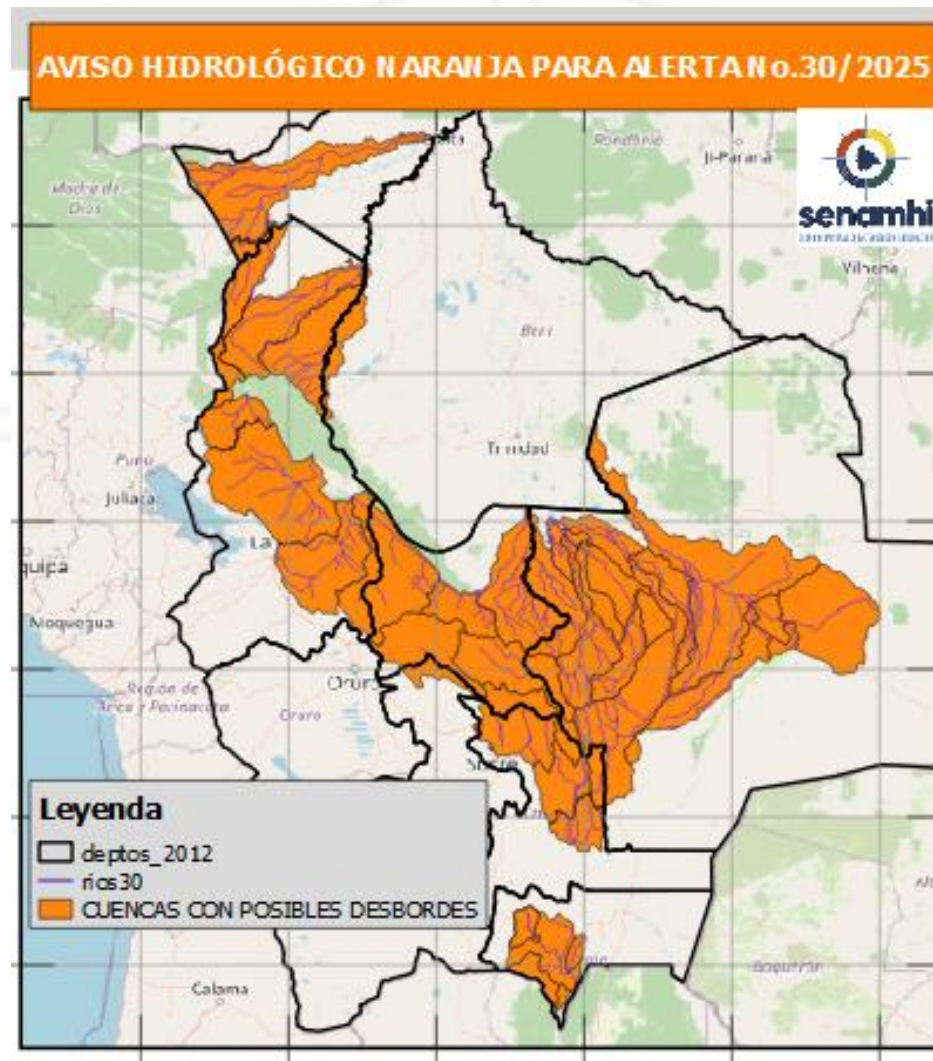 AVISO HIDROLÓGICO NARANJA PARA ALERTA No.30/2025
Rondônia
Ji-Paraná
Madre de
Dios
senamhi
Vilhena
Beni
Trinidad
Puno
Juliaca
La
quipa
Moquegua
Región de
Arica y Parinacota
Oruro
Oruro
Sucre
Leyenda
deptos_2012
rios30
CUENCAS CON POSIBLES DESBORDES
Boquerón
Calama